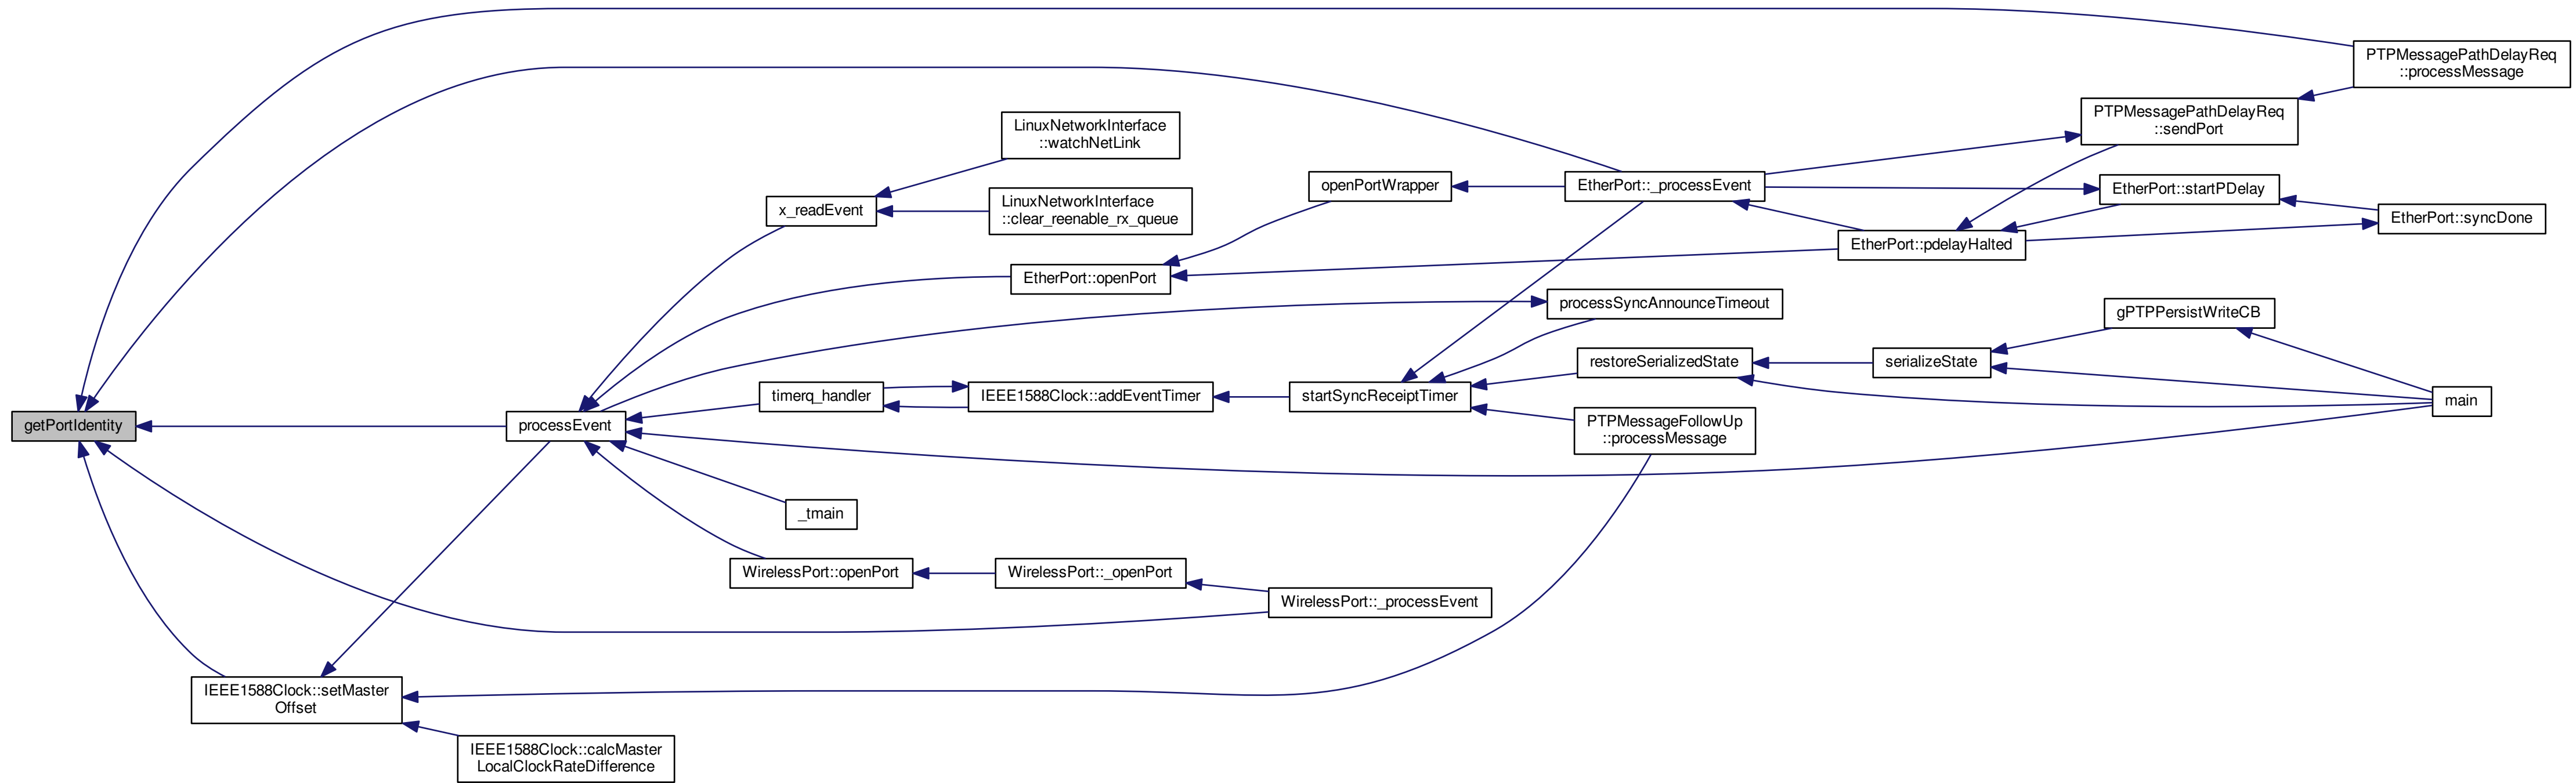 PTPMessagePathDelayReq
::processMessage
PTPMessagePathDelayReq
::sendPort
LinuxNetworkInterface
::watchNetLink
openPortWrapper
EtherPort::_processEvent
EtherPort::startPDelay
x_readEvent
LinuxNetworkInterface
::clear_reenable_rx_queue
EtherPort::syncDone
EtherPort::pdelayHalted
EtherPort::openPort
processSyncAnnounceTimeout
gPTPPersistWriteCB
restoreSerializedState
serializeState
timerq_handler
IEEE1588Clock::addEventTimer
startSyncReceiptTimer
main
getPortIdentity
processEvent
PTPMessageFollowUp
::processMessage
_tmain
WirelessPort::openPort
WirelessPort::_openPort
WirelessPort::_processEvent
IEEE1588Clock::setMaster
Offset
IEEE1588Clock::calcMaster
LocalClockRateDifference